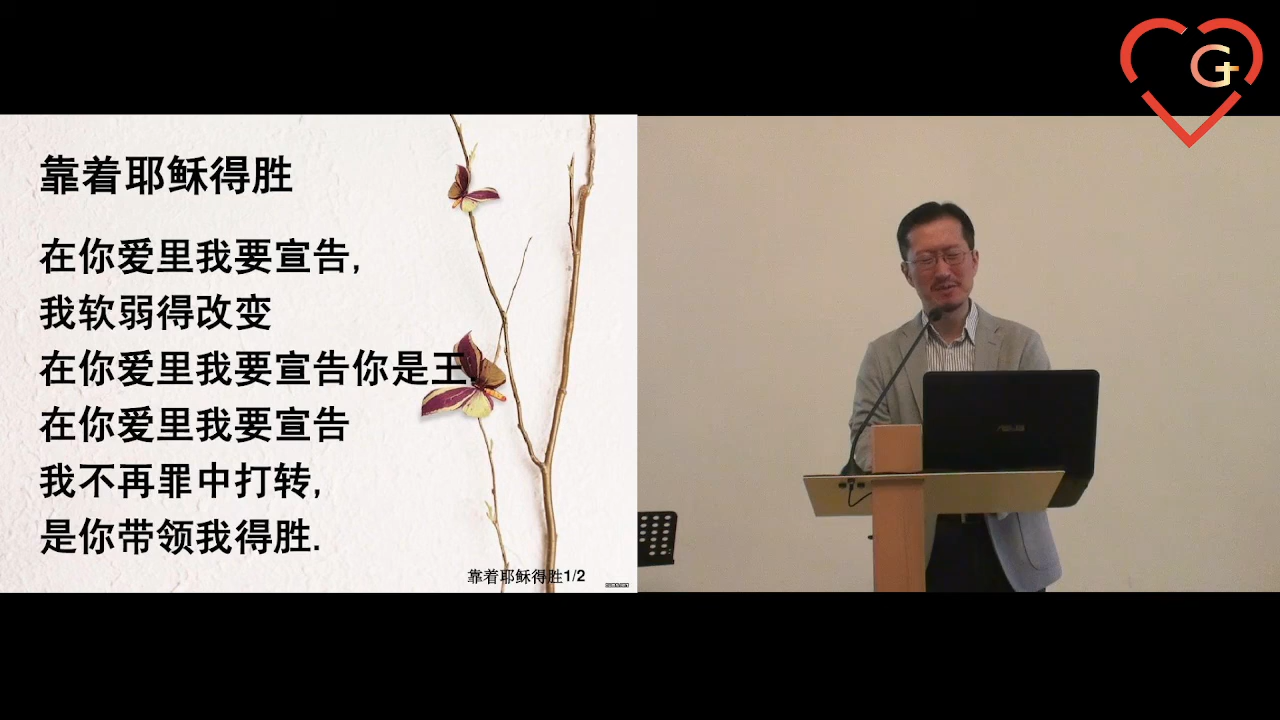 靠着耶稣得胜
在你爱里我要宣告,
我软弱得改变
在你爱里我要宣告你是王,
在你爱里我要宣告
我不再罪中打转,
是你带领我得胜.
靠着耶稣得胜1/2
G
ASUS